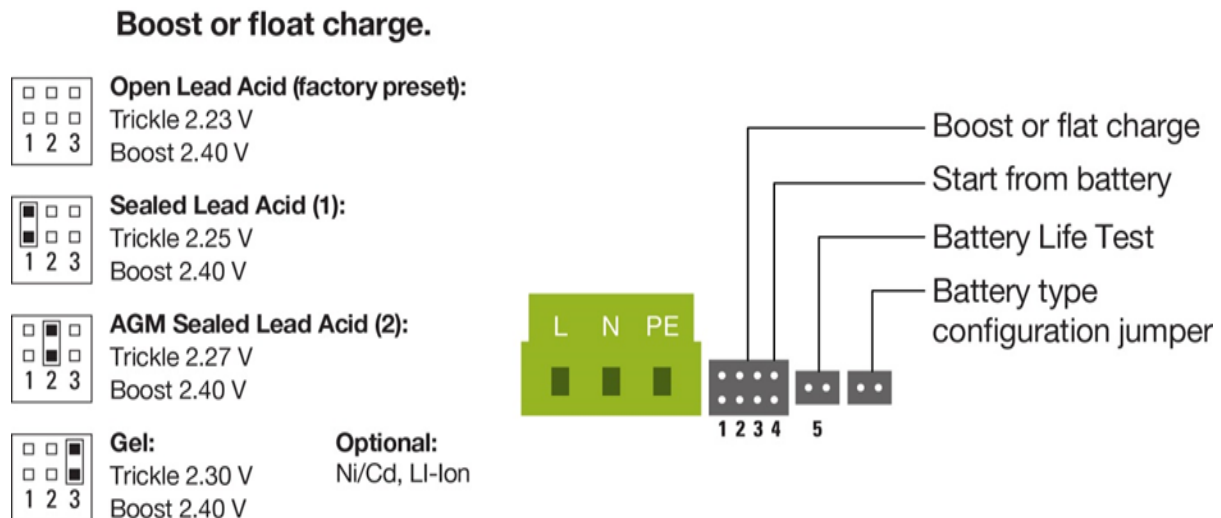 Boost or float charge.
Open Lead Acid (factory preset):
Trickle 2.23 V
Boost 2.40 V
1 2 3
Sealed Lead Acid (1):
Trickle 2.25 V
Boost 2.40 V
1 2 3
AGM Sealed Lead Acid (2):
Trickle 2.27 V
Boost 2.40 V
1 2 3
Gel:
Trickle 2.30 V
Boost 2.40 V
1 2 3
Optional:
Ni/Cd, LI-Ion
Boost or flat charge
Start from battery
Battery Life Test
Battery type
configuration jumper
L N PE
1 2 3 4 5